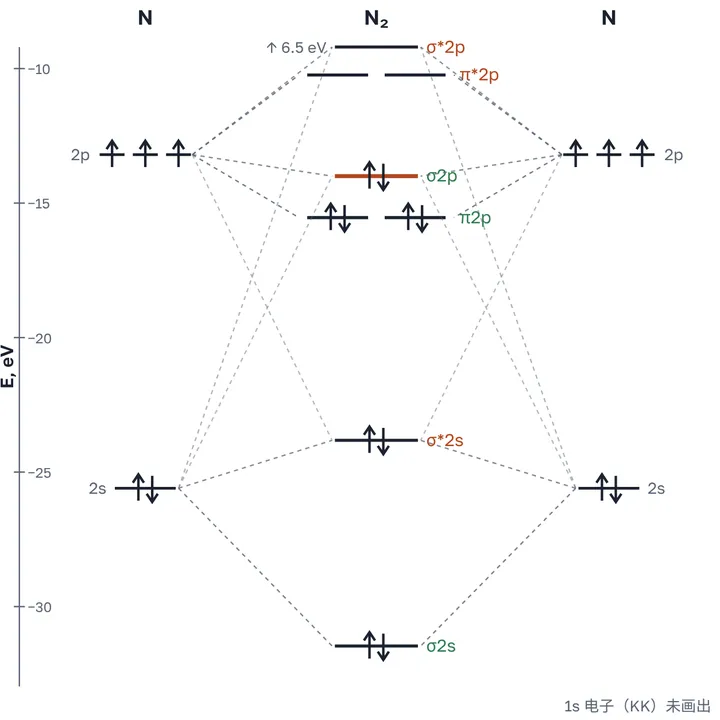 N N₂ N
↑ 6.5 eV σ*2p
−10 π*2p
2p 2p
σ2p
−15 π2p
−20
E, eV
σ*2s
−25
2s 2s
−30
σ2s
1s 电子（KK）未画出